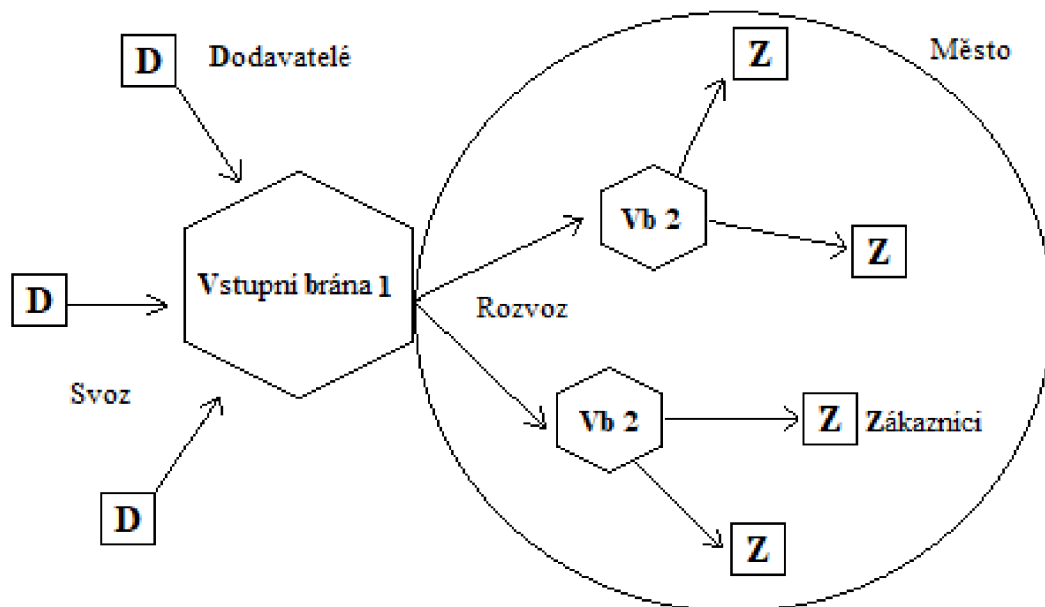 D
Dodavatelé
Z
Město
Vb 2
Z
Vstupní brána 1
D
Rozvoz
Svoz
Vb 2
Z
Zákazníci
D
Z